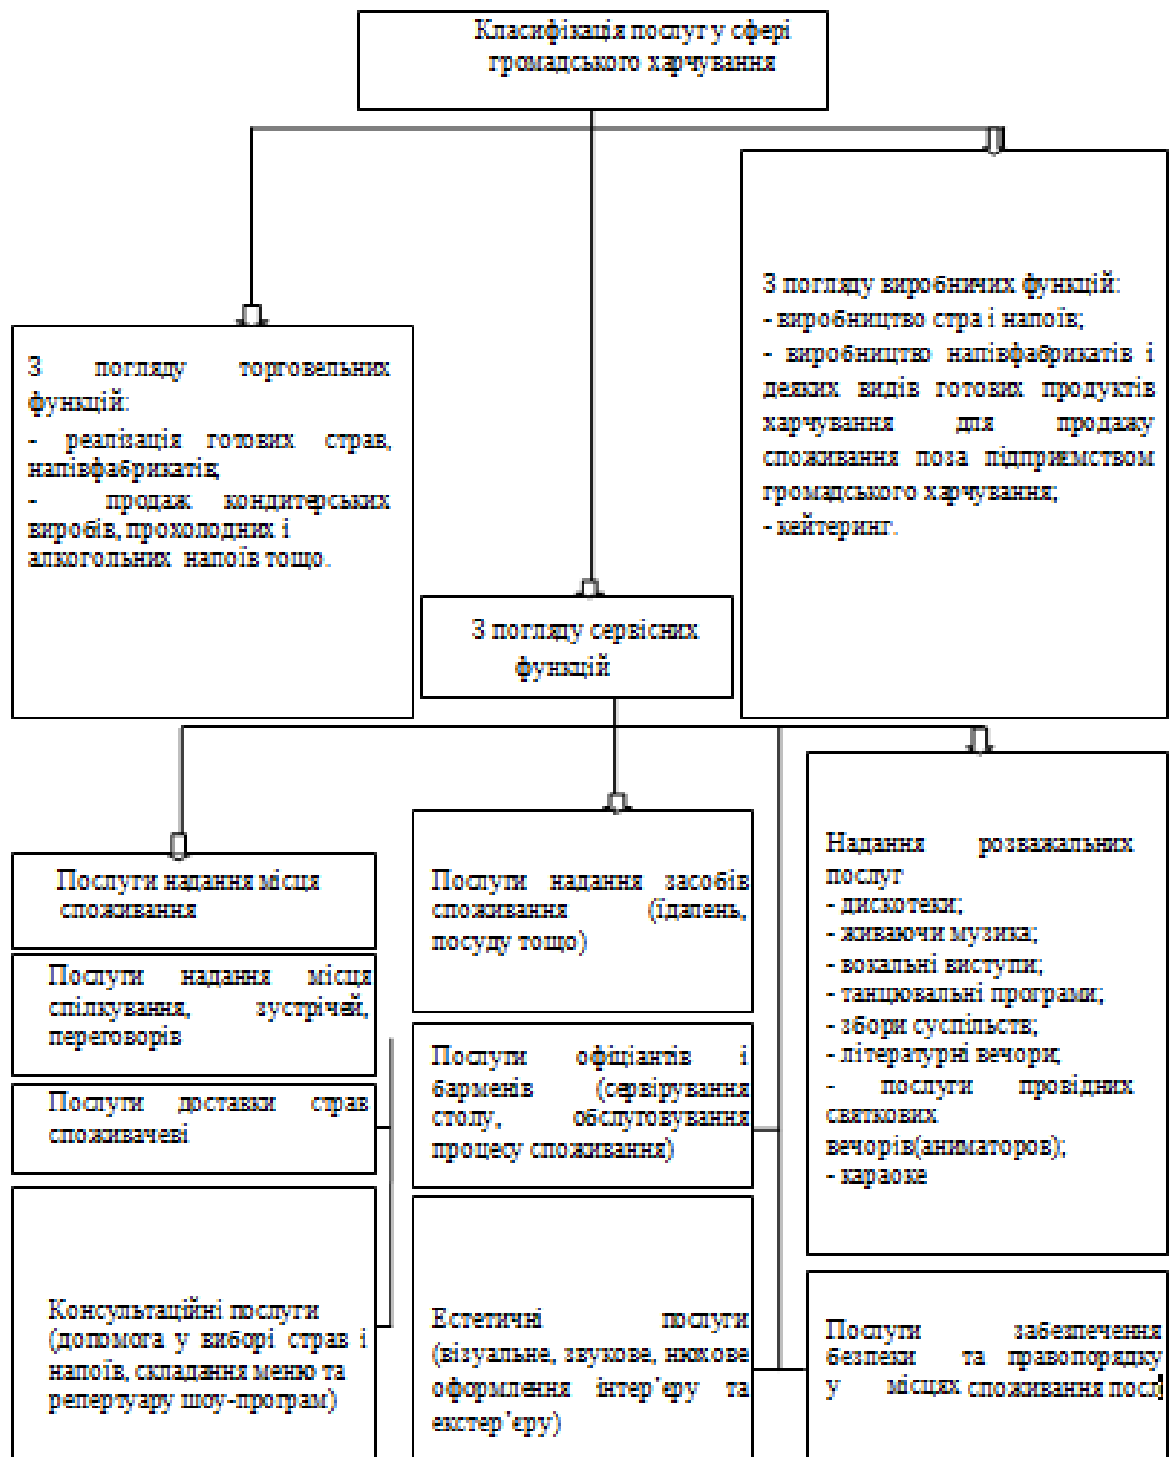 Класифікація послуг у сфері
громадського харчування
З погляду торговельних
функцій:
- реалізація готових страв,
напівфабрикатів;
- продаж кондитерських
виробів, прохолодних і
алкогольних напоїв тощо.
З погляду виробничих функцій:
- виробництво стра і напоїв;
- виробництво напівфабрикатів і
деяких видів готових продуктів
харчування для продажу
споживання поза підприємством
громадського харчування;
- кейтеринг.
З погляду сервісних
функцій
Послуги надання місця
споживання
Послуги надання місця
спілкування, зустрічей,
переговорів
Послуги доставки страв
споживачеві
Консультаційні послуги
(допомога у виборі страв і
напоїв, складання меню та
репертуару шоу-програм)
Послуги надання засобів
споживання (їдалень,
посуду тощо)
Послуги офіціантів і
барменів (сервірування
столу, обслуговування
процесу споживання)
Естетичні послуги
(візуальне, звукове, нюхове
оформлення інтер'єру та
екстер'єру)
Надання розважальних
послуг
- дискотеки;
- живаючи музика;
- вокальні виступи;
- танцювальні програми;
- збори суспільств;
- літературні вечори;
- послуги провідних
святкових
вечорів(аниматоров);
- караоке
Послуги забезпечення
безпеки та правопорядку
у місцях споживання посл